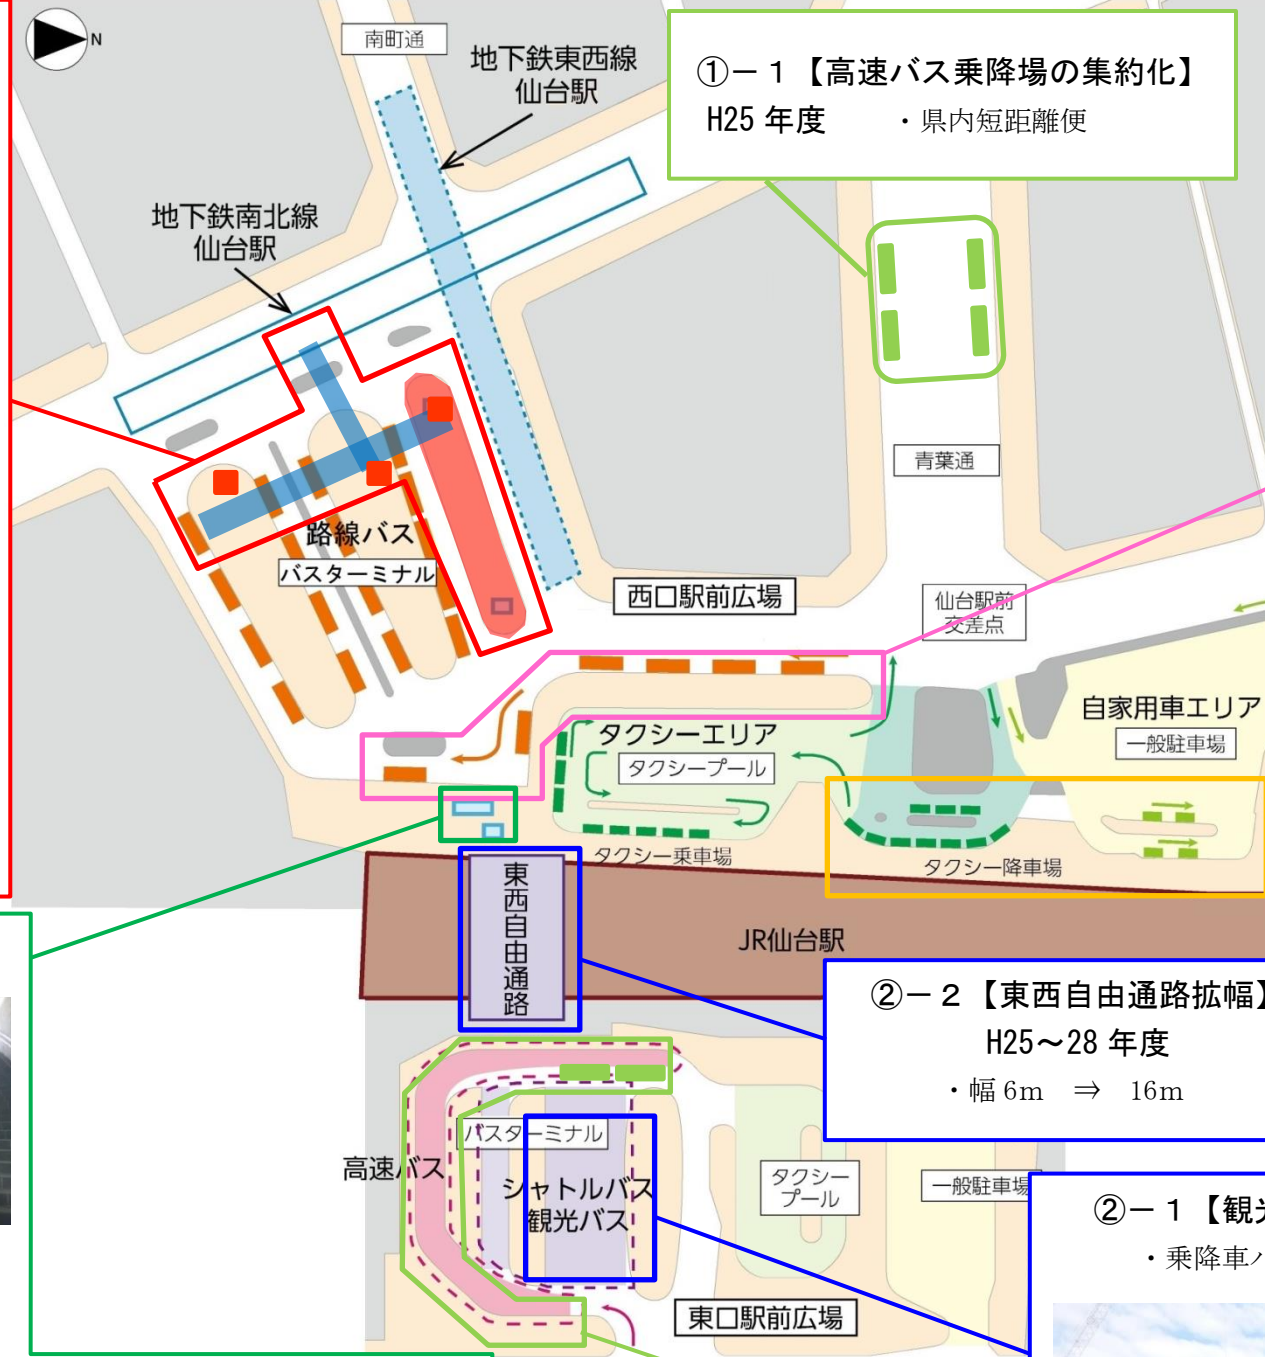 N
南町通
地下鉄東西線
仙台駅
①－１【高速バス乗降場の集約化】
H25 年度　・県内短距離便
地下鉄南北線
仙台駅
青葉通
路線バス
バスターミナル
西口駅前広場
仙台駅前
交差点
自家用車エリア
一般駐車場
タクシーエリア
タクシープール
タクシー乗車場
タクシー降車場
東西自由通路
JR仙台駅
②－２【東西自由通路拡幅】
H25～28 年度
・幅 6m　⇒　16m
バスターミナル
高速バス
シャトルバス
観光バス
タクシー
プール
一般駐車場
②－１【観
・乗降車
東口駅前広場